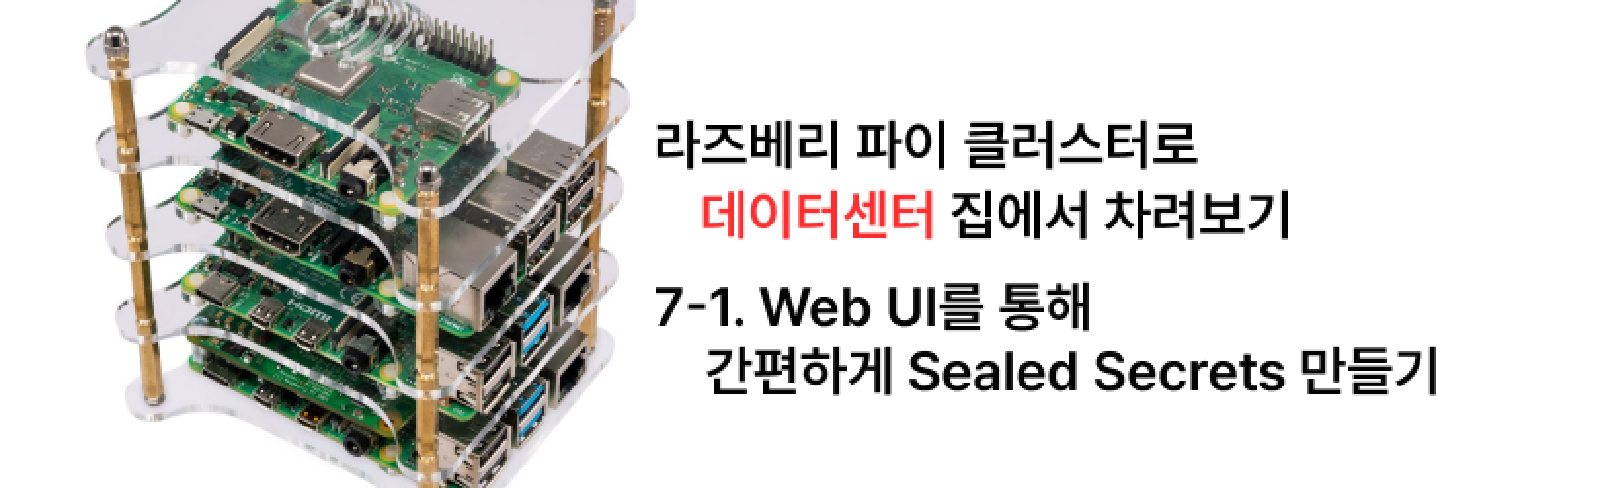 라즈베리 파이 클러스터로
데이터센터 집에서 차려보기
7-1. Web UI를 통해
간편하게 Sealed Secrets 만들기